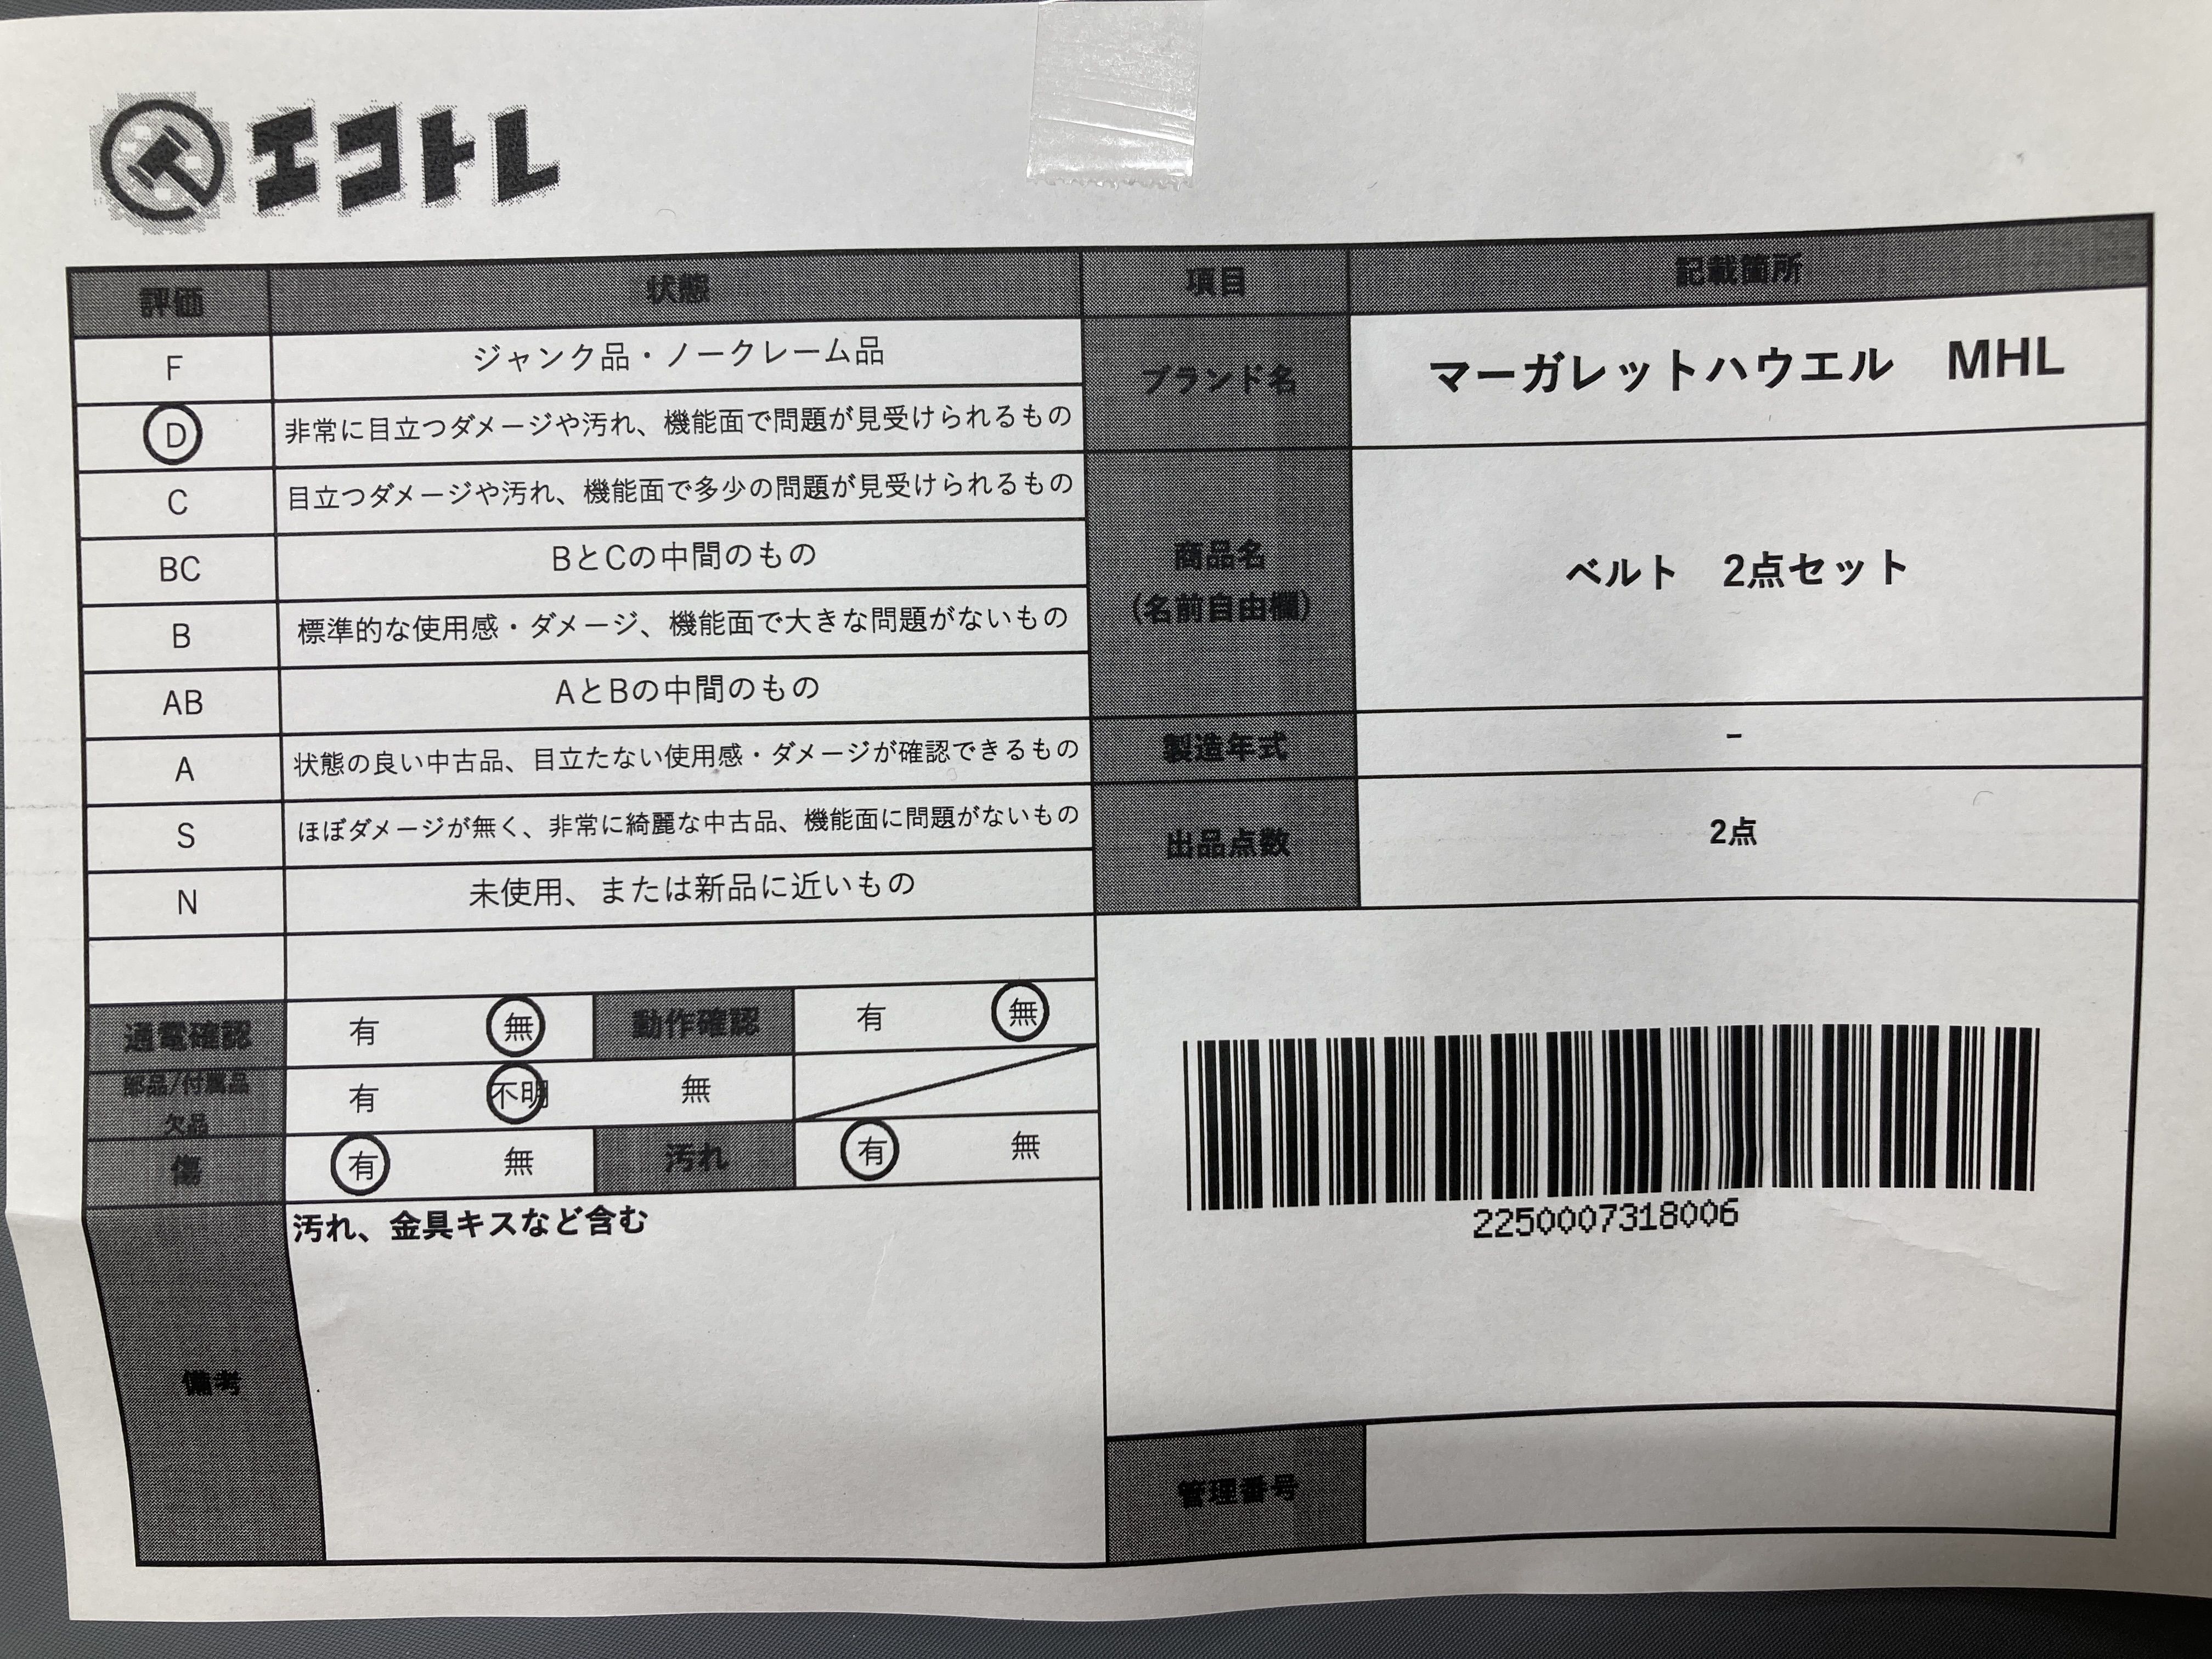 エコトレ
評価 状態
F ジャンク品・ノークレーム品
D 非常に目立つダメージや汚れ、機能面で問題が見受けられるもの
C 目立つダメージや汚れ、機能面で多少の問題が見受けられるもの
BC BとCの中間のもの
B 標準的な使用感・ダメージ、機能面で大きな問題がないもの
AB AとBの中間のもの
A 状態の良い中古品、目立たない使用感・ダメージが確認できるもの
S ほぼダメージが無く、非常に綺麗な中古品、機能面に問題がないもの
N 未使用、または新品に近いもの
通電確認 有 無 動作確認 有 無
部品/付属品
欠品 有 不明 無
傷 有 無 汚れ 有 無
備考 汚れ、金具キスなど含む
項目 記載箇所
ブランド名 マーガレットハウエル MHL
商品名
(名前自由欄) ベルト 2点セット
製造年式 −
出品点数 2点
2250007318006
管理番号